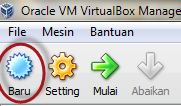 Oracle VM VirtualBox Manage
File Mesin Bantuan
Baru Setting Mulai Abaikan